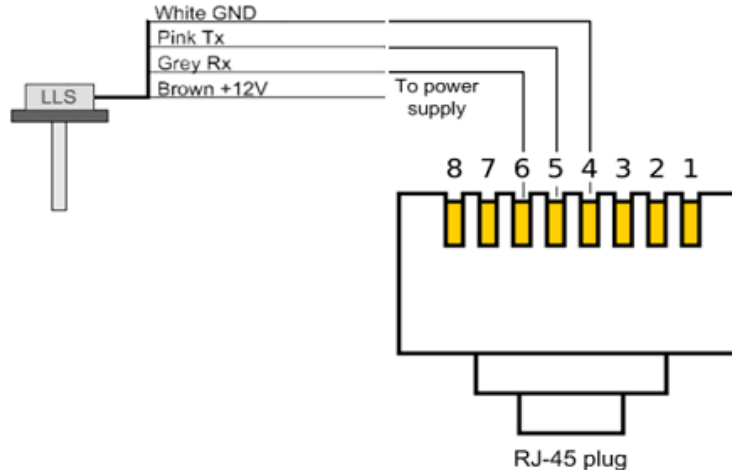 White GND
Pink Tx
Grey Rx
Brown +12V
To power
supply
LLS
8 7 6 5 4 3 2 1
RJ-45 plug